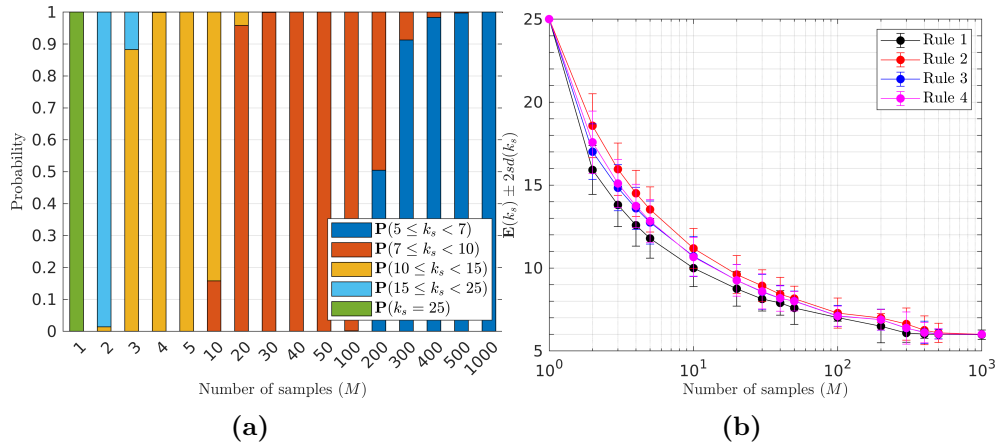 1
0.9
0.8
0.7
0.6
0.5
0.4
0.3
0.2
0.1
0
Probability
P(5 ≤ k_s < 7)
P(7 ≤ k_s < 10)
P(10 ≤ k_s < 15)
P(15 ≤ k_s < 25)
P(k_s = 25)
1 2 3 4 5 10 20 30 40 50 100 200 300 400 500 1000
Number of samples (M)
(a)
25
20
15
10
5
E(k_s) ± 2sd(k_s)
Rule 1
Rule 2
Rule 3
Rule 4
10^0 10^1 10^2 10^3
Number of samples (M)
(b)